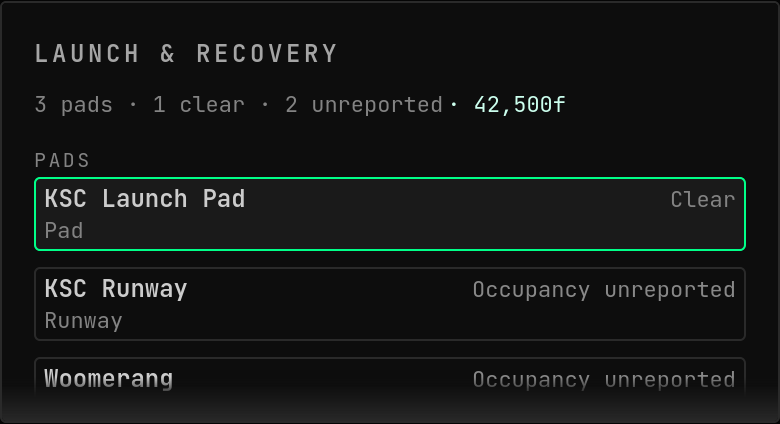 LAUNCH & RECOVERY
3 pads · 1 clear · 2 unreported · 42,500f
PADS
KSC Launch Pad Clear
Pad
KSC Runway Occupancy unreported
Runway
Woomerang Occupancy unreported